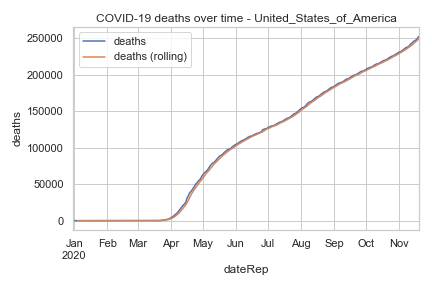 COVID-19 deaths over time - United_States_of_America
deaths
deaths (rolling)
250000
200000
150000
100000
50000
0
deaths
Jan Feb Mar Apr May Jun Jul Aug Sep Oct Nov
2020
dateRep